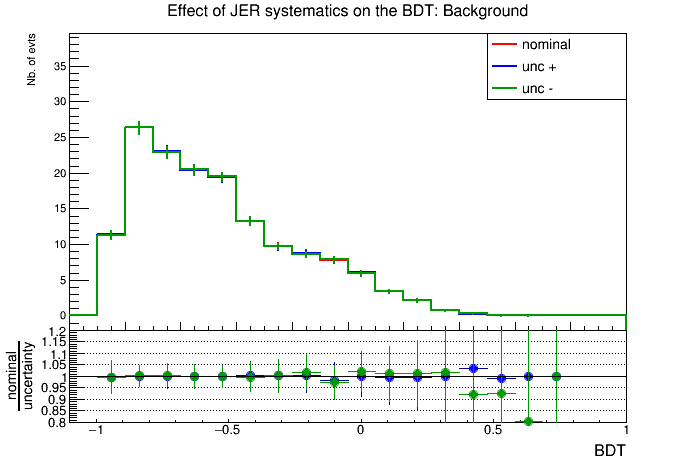 Effect of JER systematics on the BDT: Background
Nb. of evts
nominal
unc +
unc -
35
30
25
20
15
10
5
0
nominal
uncertainty
1.2
1.15
1.1
1.05
1
0.95
0.9
0.85
0.8
−1
−0.5
0
0.5
1
BDT